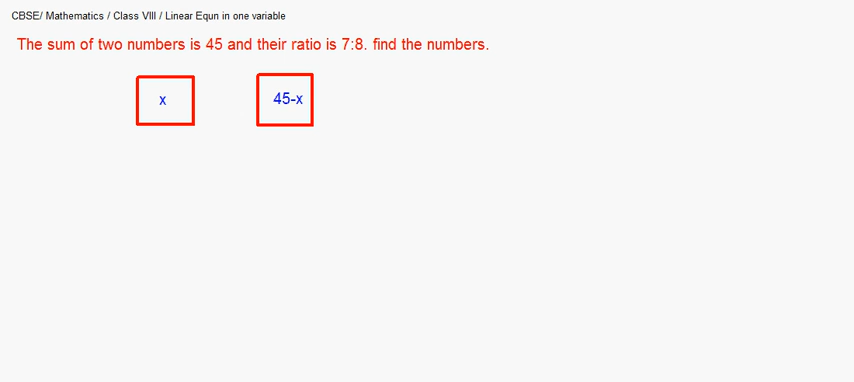 CBSE/ Mathematics / Class VIII / Linear Equn in one variable
The sum of two numbers is 45 and their ratio is 7:8. find the numbers.
x 45-x